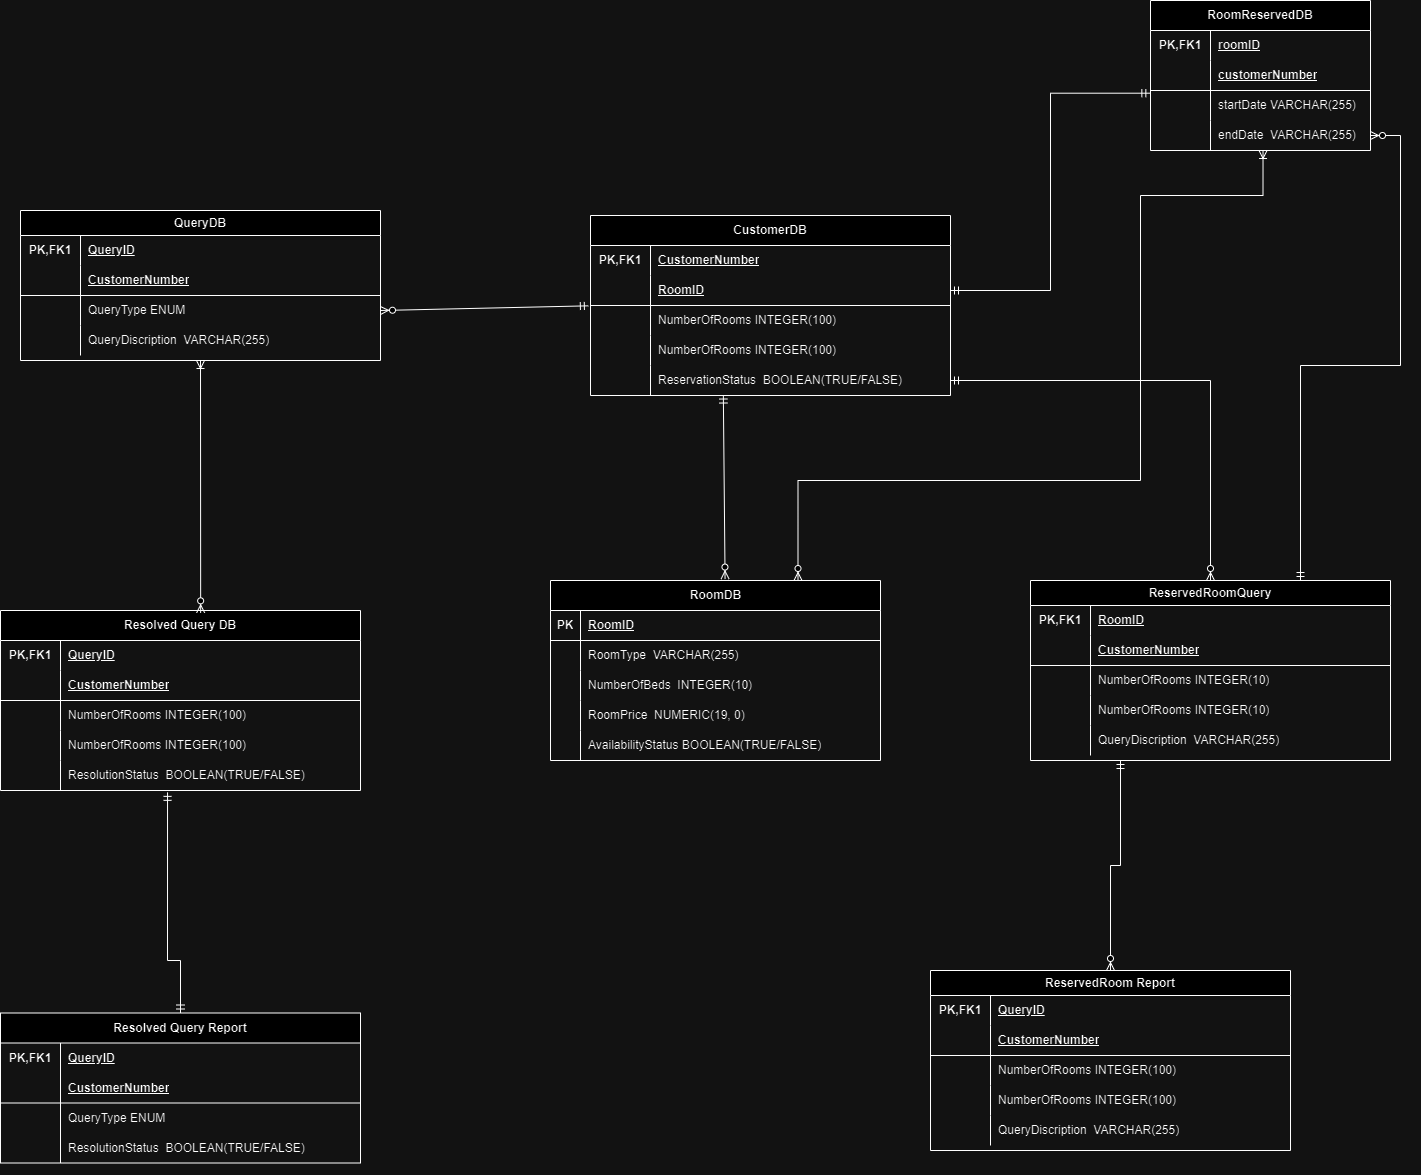 RoomReservedDB
PK,FK1 roomID
customerNumber
startDate VARCHAR(255)
endDate VARCHAR(255)
QueryDB
PK,FK1 QueryID
CustomerNumber
QueryType ENUM
QueryDiscription VARCHAR(255)
CustomerDB
PK,FK1 CustomerNumber
RoomID
NumberOfRooms INTEGER(100)
NumberOfRooms INTEGER(100)
ReservationStatus BOOLEAN(TRUE/FALSE)
Resolved Query DB
PK,FK1 QueryID
CustomerNumber
NumberOfRooms INTEGER(100)
NumberOfRooms INTEGER(100)
ResolutionStatus BOOLEAN(TRUE/FALSE)
RoomDB
PK RoomID
RoomType VARCHAR(255)
NumberOfBeds INTEGER(10)
RoomPrice NUMERIC(19, 0)
AvailabilityStatus BOOLEAN(TRUE/FALSE)
ReservedRoomQuery
PK,FK1 RoomID
CustomerNumber
NumberOfRooms INTEGER(10)
NumberOfRooms INTEGER(10)
QueryDiscription VARCHAR(255)
Resolved Query Report
PK,FK1 QueryID
CustomerNumber
QueryType ENUM
ResolutionStatus BOOLEAN(TRUE/FALSE)
ReservedRoom Report
PK,FK1 QueryID
CustomerNumber
NumberOfRooms INTEGER(100)
NumberOfRooms INTEGER(100)
QueryDiscription VARCHAR(255)